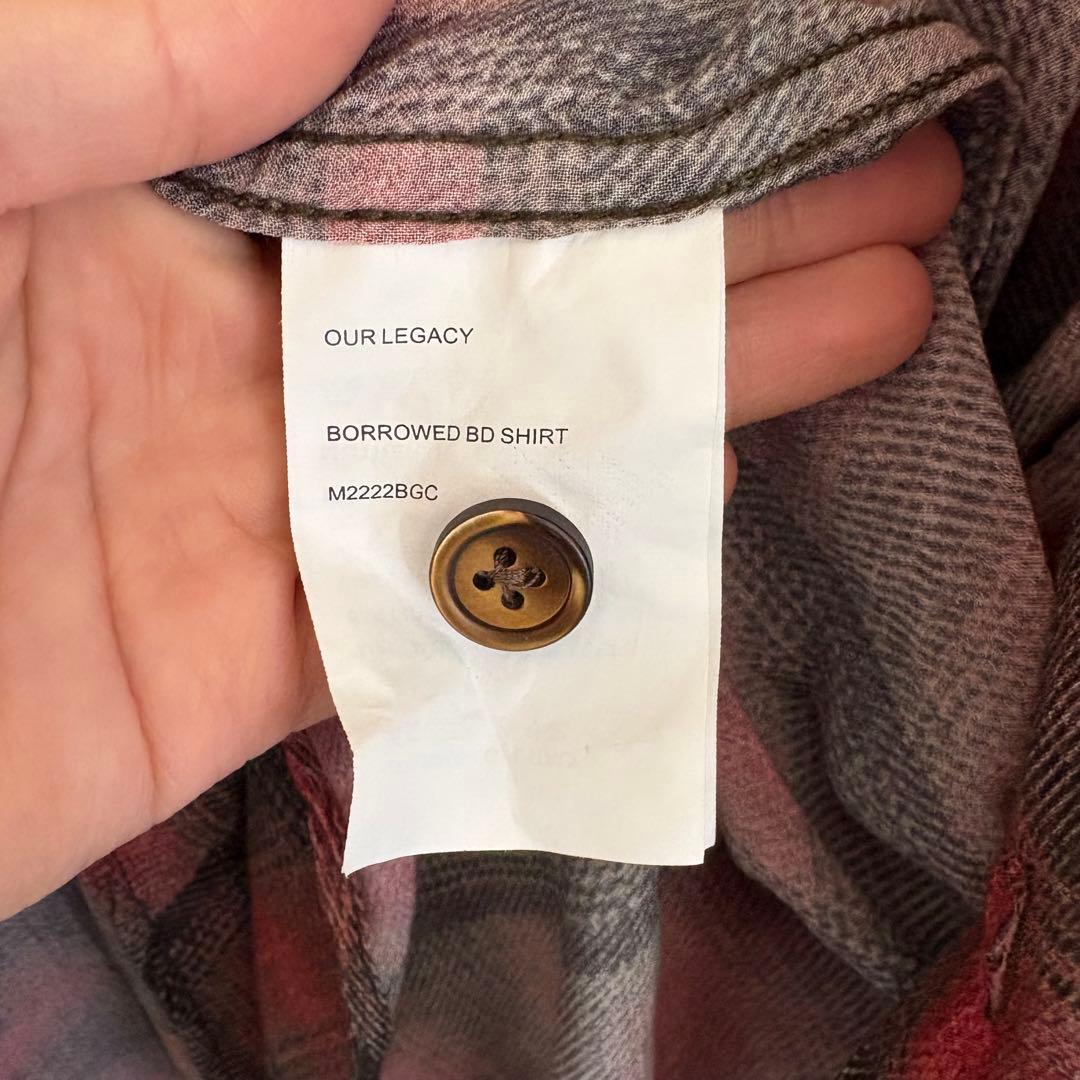 OUR LEGACY
BORROWED BD SHIRT
M2222BGC